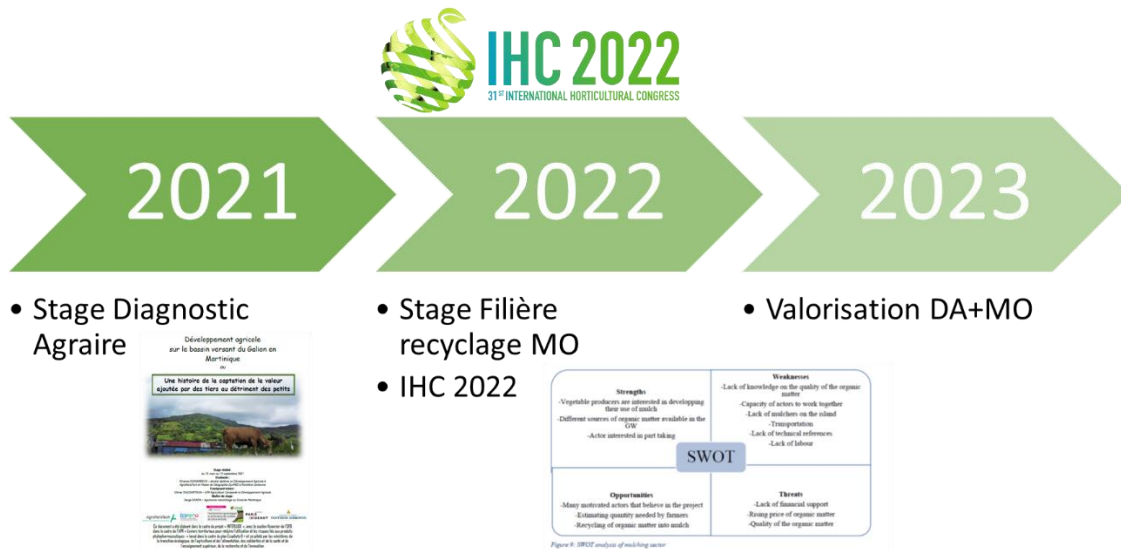 IHC 2022
31ST INTERNATIONAL HORTICULTURAL CONGRESS
2021
2022
2023
• Stage Diagnostic
Agraire
Développement agricole
sur le bassin versant du Galion en
Martinique
ou
Une histoire de la captation de la valeur
ajoutée par des tiers au détriment des petits
• Stage Filière
recyclage MO
• IHC 2022
Strengths
-Vegetable producers are interested in developping
their use of mulch
-Different sources of organic matter available in the
GW
-Actor interested in part taking
Weaknesses
-Lack of knowledge on the quality of the organic
matter
-Capacity of actors to work together
-Lack of mulchers on the island
-Transportation
-Lack of technical references
-Lack of labour
SWOT
Opportunities
-Many motivated actors that believe in the project
-Estimating quantity needed by farmers
-Recycling of organic matter into mulch
Threats
-Lack of financial support
-Rising price of organic matter
-Quality of the organic matter
Figure 9: SWOT analysis of mulching sector
• Valorisation DA+MO